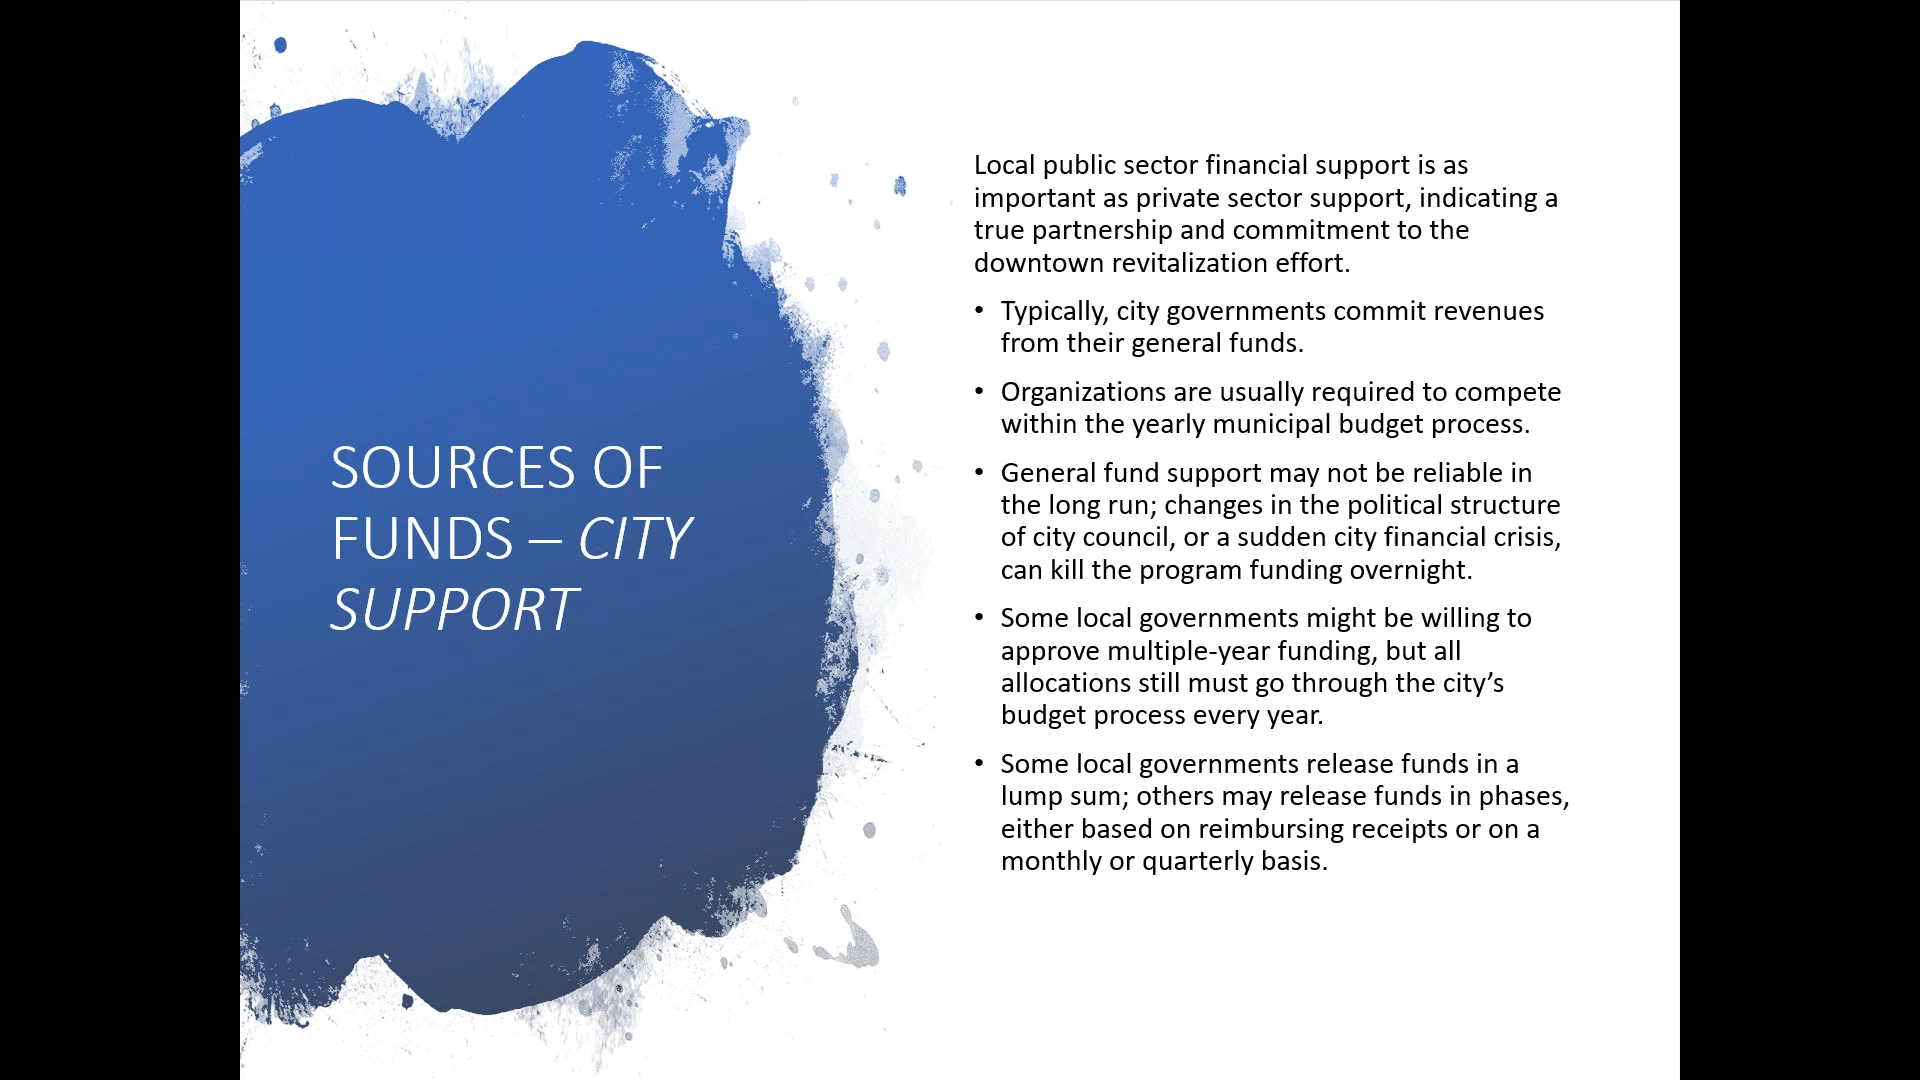 SOURCES OF
FUNDS – CITY
SUPPORT
Local public sector financial support is as
important as private sector support, indicating a
true partnership and commitment to the
downtown revitalization effort.
• Typically, city governments commit revenues
from their general funds.
• Organizations are usually required to compete
within the yearly municipal budget process.
• General fund support may not be reliable in
the long run; changes in the political structure
of city council, or a sudden city financial crisis,
can kill the program funding overnight.
• Some local governments might be willing to
approve multiple-year funding, but all
allocations still must go through the city’s
budget process every year.
• Some local governments release funds in a
lump sum; others may release funds in phases,
either based on reimbursing receipts or on a
monthly or quarterly basis.